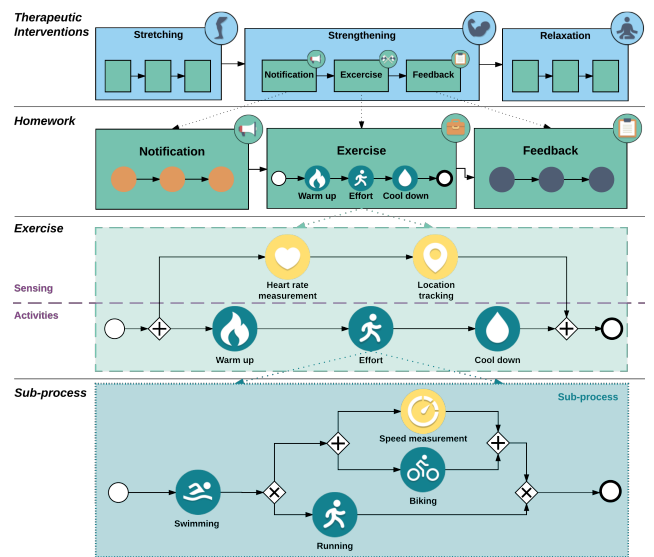 Therapeutic
Interventions
Stretching
Strengthening
Relaxation
Notification
Excercise
Feedback
Homework
Notification
Exercise
Feedback
Warm up
Effort
Cool down
Exercise
Sensing
Heart rate
measurement
Location
tracking
Activities
Warm up
Effort
Cool down
Sub-process
Sub-process
Speed measurement
Biking
Swimming
Running